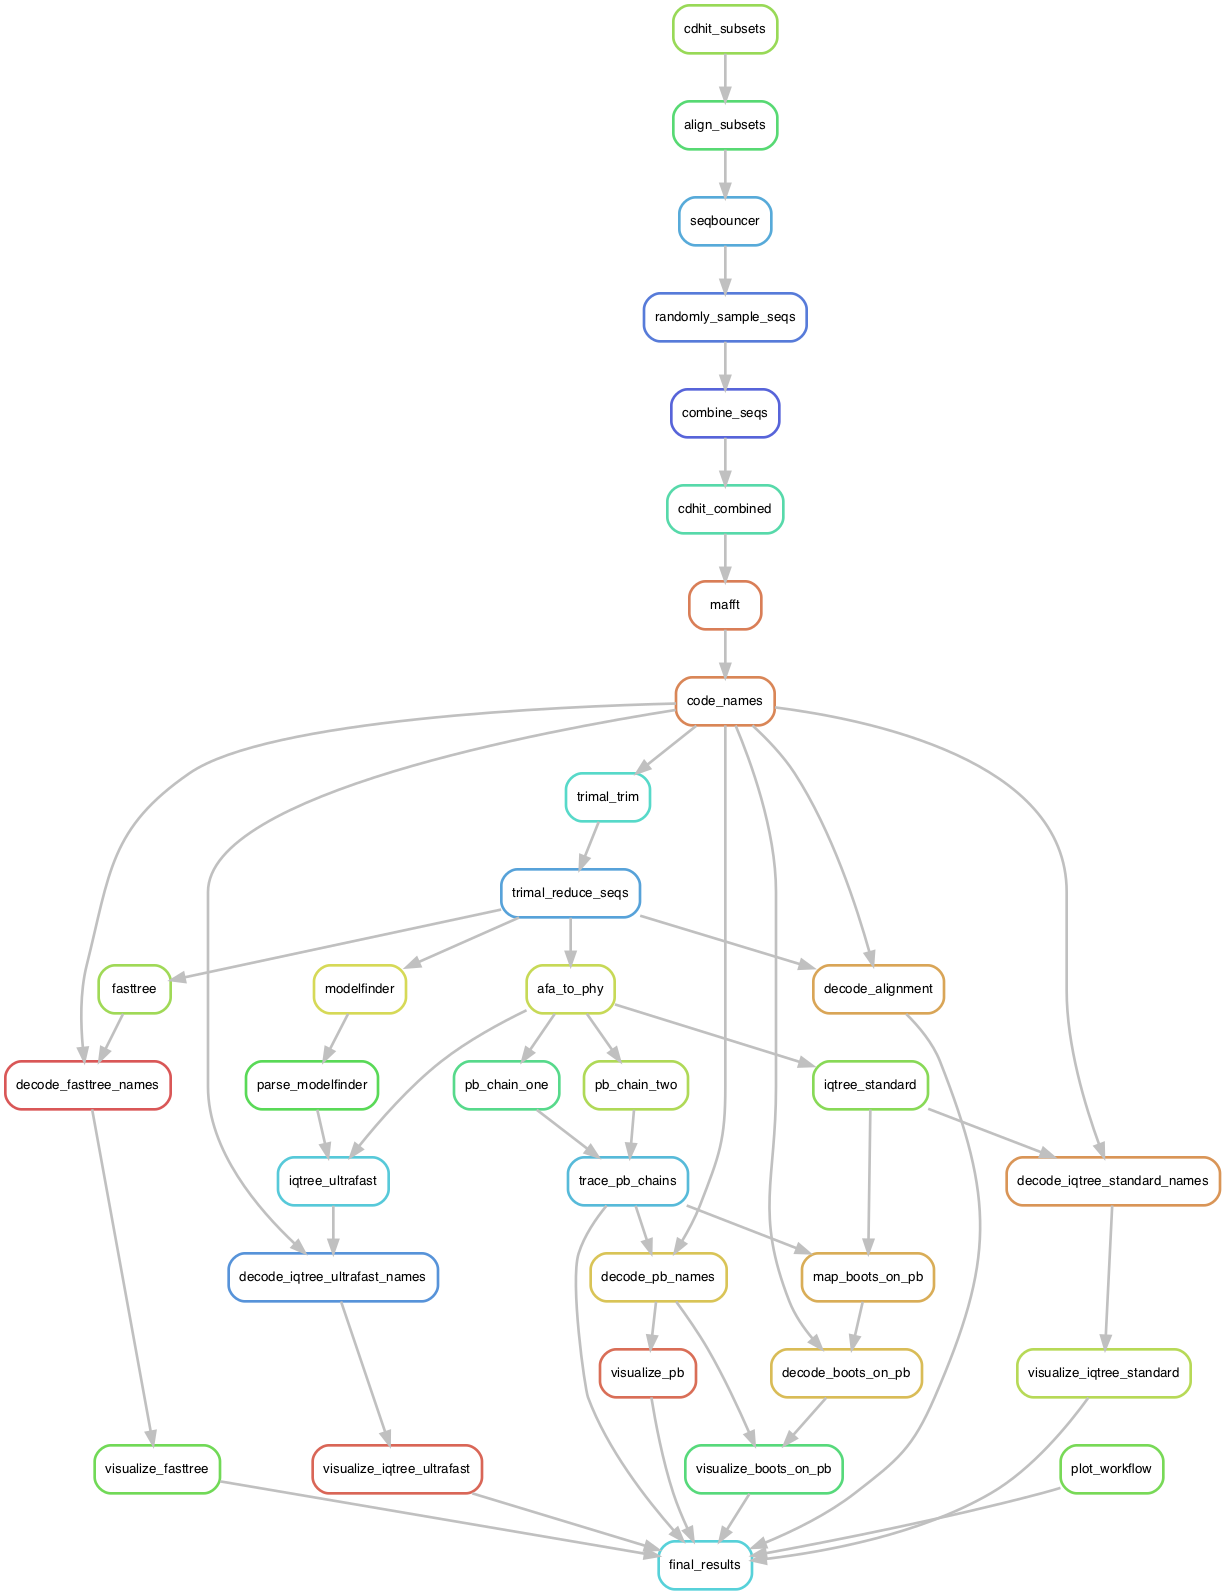 cdhit_subsets
align_subsets
seqbouncer
randomly_sample_seqs
combine_seqs
cdhit_combined
mafft
code_names
trimal_trim
trimal_reduce_seqs
fasttree
modelfinder
afa_to_phy
decode_alignment
decode_fasttree_names
parse_modelfinder
pb_chain_one
pb_chain_two
iqtree_standard
iqtree_ultrafast
trace_pb_chains
decode_iqtree_standard_names
decode_iqtree_ultrafast_names
decode_pb_names
map_boots_on_pb
visualize_pb
decode_boots_on_pb
visualize_iqtree_standard
visualize_fasttree
visualize_iqtree_ultrafast
visualize_boots_on_pb
plot_workflow
final_results